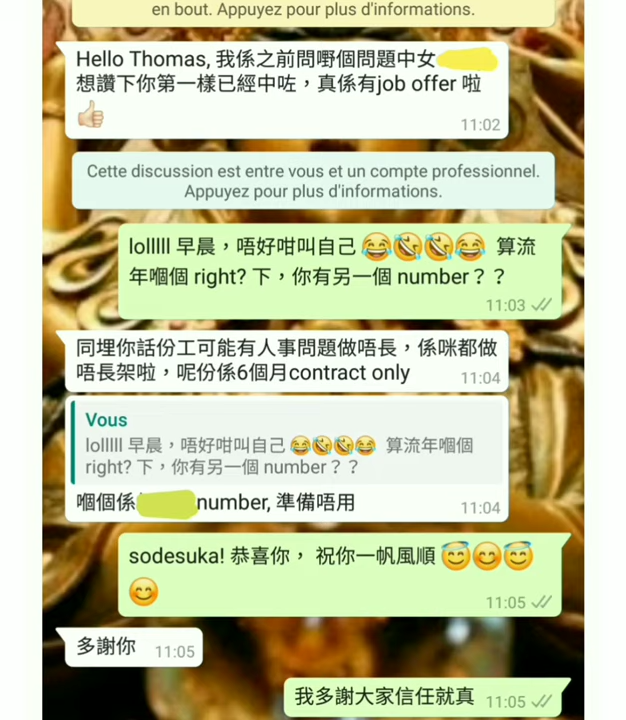 en bout. Appuyez pour plus d'informations.
Hello Thomas, 我係之前問嘢個問題中女
想讚下你第一樣已經中咗，真係有job offer 啦
👍🏻
11:02
Cette discussion est entre vous et un compte professionnel.
Appuyez pour plus d'informations.
lolllll 早晨，唔好咁叫自己 😂🤣🤣😂 算流
年嗰個 right? 下，你有另一個 number？？
11:03
同埋你話份工可能有人事問題做唔長，係咪都做
唔長架啦，呢份係6個月contract only
11:04
Vous
lolllll 早晨，唔好咁叫自己 😂🤣🤣😂 算流年嗰個
right? 下，你有另一個 number？？
嗰個係 number, 準備唔用
11:04
sodesuka! 恭喜你， 祝你一帆風順 😇😊😇
😊
11:05
多謝你 11:05
我多謝大家信任就真 11:05